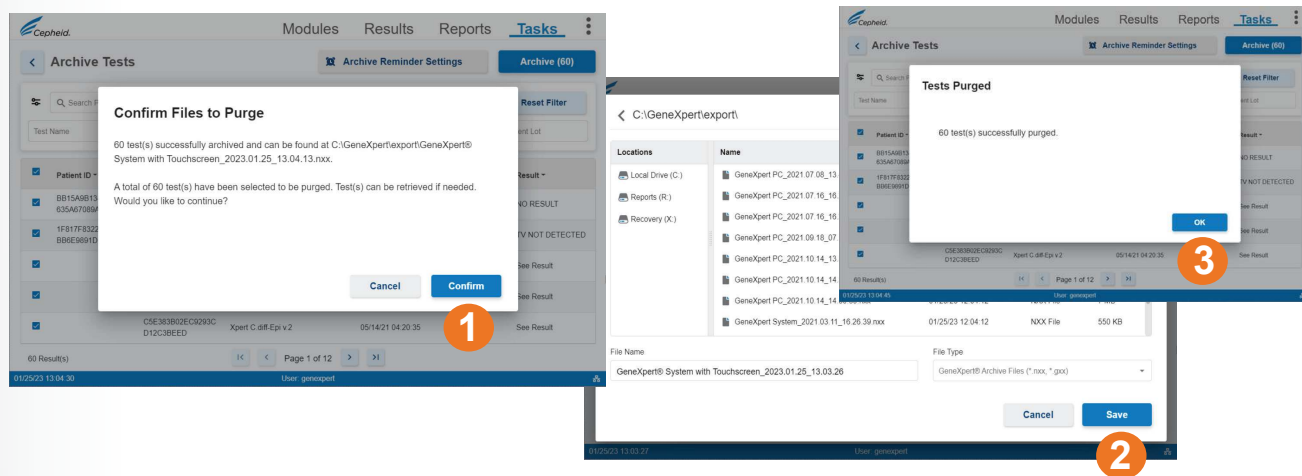 Cepheid.
Modules Results Reports Tasks
Archive Tests
Archive Reminder Settings
Archive (60)
Search
Reset Filter
Test Name
ent Lot
Confirm Files to Purge
60 test(s) successfully archived and can be found at C:\GeneXpert\export\GeneXpert®
System with Touchscreen_2023.01.25_13.04.13.nxx.
A total of 60 test(s) have been selected to be purged. Test(s) can be retrieved if needed.
Would you like to continue?
Cancel Confirm
1
Patient ID
Result
BB15A9B13
635A67089A
NO RESULT
1F817F8322
BB6E9891D
TV NOT DETECTED
See Result
See Result
C5E383B02EC9293C
D12C3BEED
Xpert C.diff-Epi v.2
05/14/21 04:20:35
See Result
60 Result(s)
Page 1 of 12
01/25/23 13:04:30
User: genexpert
C:\GeneXpert\export\
Locations
Name
Local Drive (C:)
Reports (R:)
Recovery (X:)
GeneXpert PC_2021.07.08_13.
GeneXpert PC_2021.07.16_16.
GeneXpert PC_2021.07.16_16.
GeneXpert PC_2021.09.18_07.
GeneXpert PC_2021.10.14_13.
GeneXpert PC_2021.10.14_14.
GeneXpert PC_2021.10.14_14.
GeneXpert System_2021.03.11_16.26.39.nxx 01/25/23 12:04:12 NXX File 550 KB
File Name
GeneXpert® System with Touchscreen_2023.01.25_13.03.26
File Type
GeneXpert® Archive Files (*.nxx, *.gxx)
Cancel Save
2
01/25/23 13:03:27
User: genexpert
Cepheid.
Modules Results Reports Tasks
Archive Tests
Archive Reminder Settings
Archive (60)
Search
Reset Filter
Test Name
ent Lot
Tests Purged
60 test(s) successfully purged.
OK
3
Patient ID
Result
BB15A9B13
635A67089A
NO RESULT
1F817F8322
BB6E9891D
TV NOT DETECTED
See Result
See Result
C5E383B02EC9293C
D12C3BEED
Xpert C.diff-Epi v.2
05/14/21 04:20:35
See Result
60 Result(s)
Page 1 of 12
01/25/23 13:04:45
User: genexpert